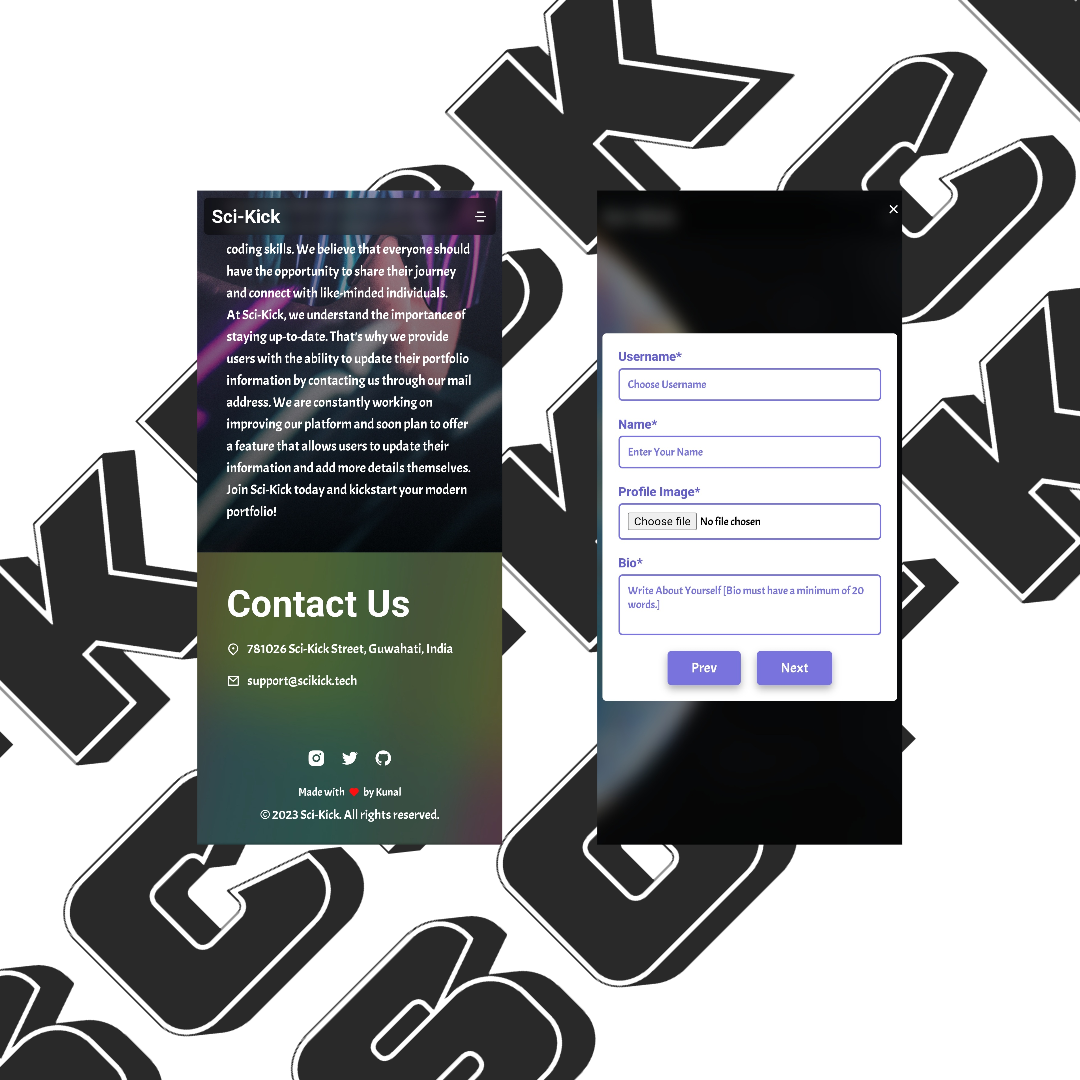 Sci-Kick
coding skills. We believe that everyone should
have the opportunity to share their journey
and connect with like-minded individuals.
At Sci-Kick, we understand the importance of
staying up-to-date. That's why we provide
users with the ability to update their portfolio
information by contacting us through our mail
address. We are constantly working on
improving our platform and soon plan to offer
a feature that allows users to update their
information and add more details themselves.
Join Sci-Kick today and kickstart your modern
portfolio!
Contact Us
781026 Sci-Kick Street, Guwahati, India
support@scikick.tech
Made with ❤ by Kunal
© 2023 Sci-Kick. All rights reserved.
Username*
Choose Username
Name*
Enter Your Name
Profile Image*
Choose file No file chosen
Bio*
Write About Yourself [Bio must have a minimum of 20
words.]
Prev Next